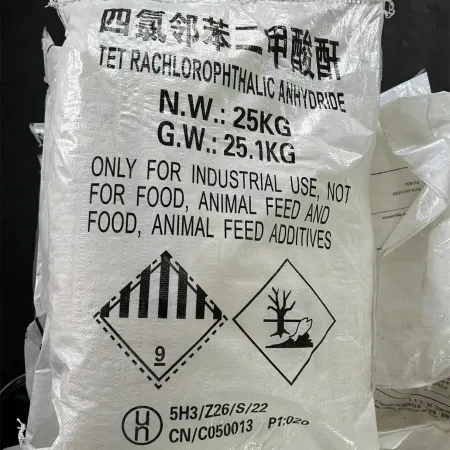 四氯邻苯二甲酸酐
TET RACHLOROPHTHALIC ANHYDRIDE
N.W.: 25KG
G.W.: 25.1KG
ONLY FOR INDUSTRIAL USE, NOT
FOR FOOD, ANIMAL FEED AND
FOOD, ANIMAL FEED ADDITIVES
9
un
5H3/Z26/S/22
CN/C050013 P1:020